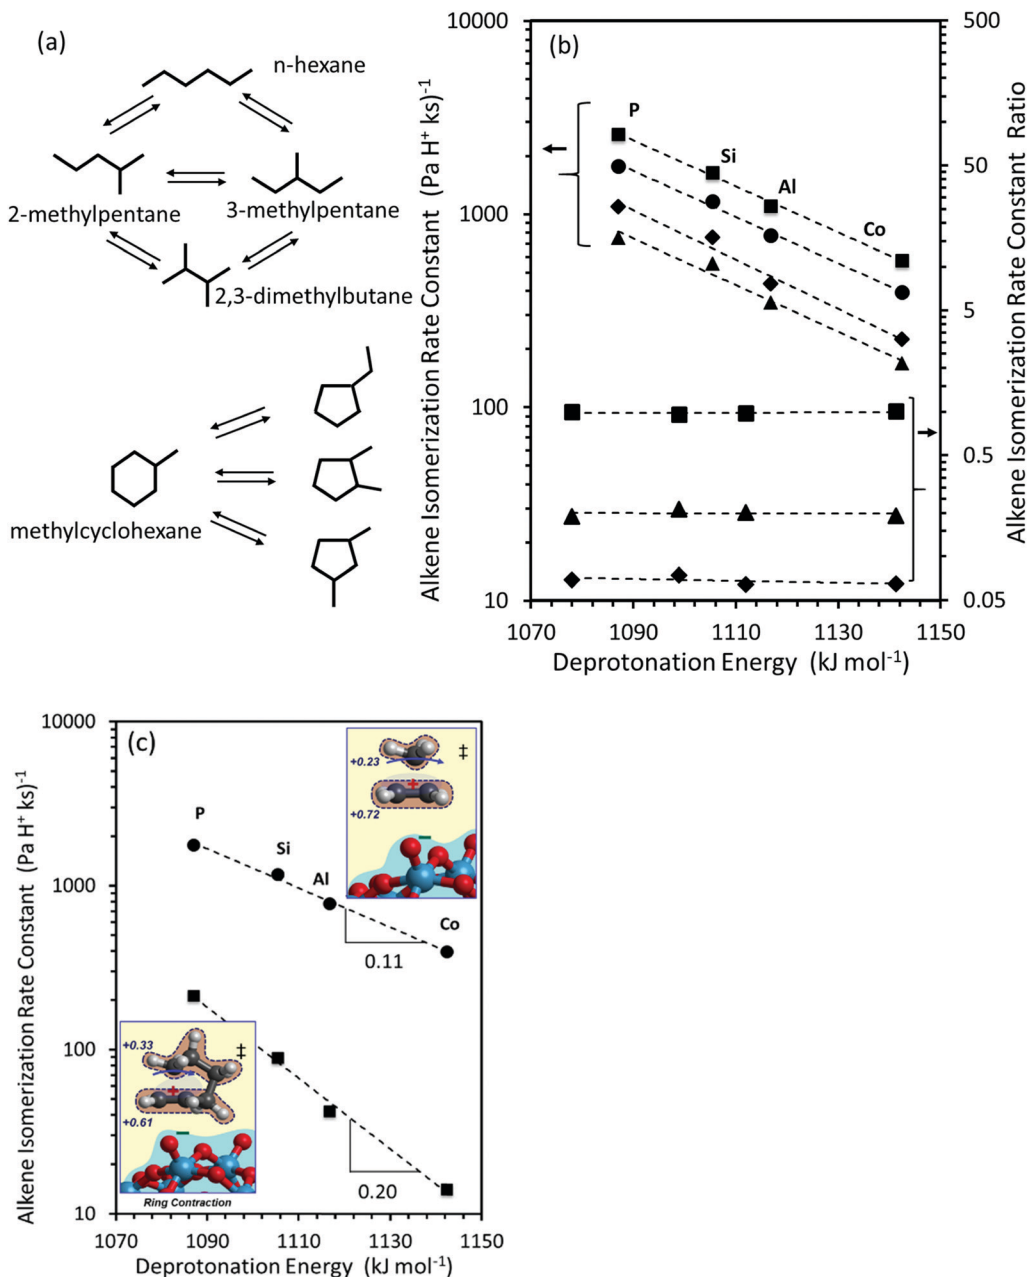 (a)
n-hexane
2-methylpentane
3-methylpentane
2,3-dimethylbutane
methylcyclohexane
(b)
Alkene Isomerization Rate Constant (Pa H⁺ ks)⁻¹
10000
1000
100
10
P
Si
Al
Co
500
50
5
0.5
0.05
Alkene Isomerization Rate Constant Ratio
1070 1090 1110 1130 1150
Deprotonation Energy (kJ mol⁻¹)
(c)
Alkene Isomerization Rate Constant (Pa H⁺ ks)⁻¹
10000
1000
100
10
P
Si
Al
Co
+0.23
‡
+
+0.72
−
0.11
+0.33
‡
+
+0.61
−
Ring Contraction
0.20
1070 1090 1110 1130 1150
Deprotonation Energy (kJ mol⁻¹)